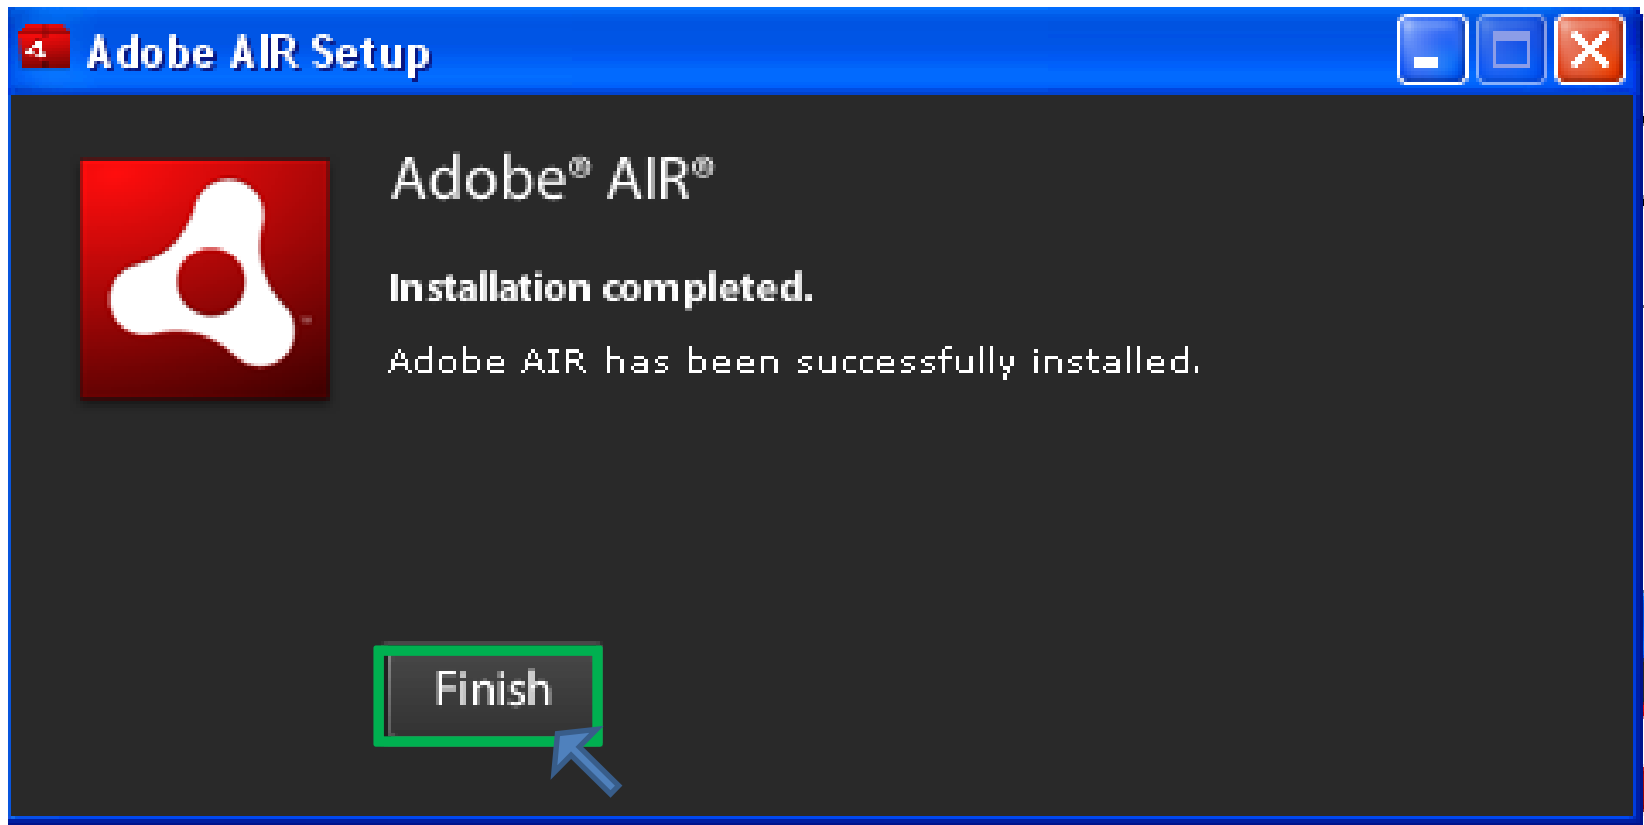 Adobe AIR Setup
Adobe® AIR®
Installation completed.
Adobe AIR has been successfully installed.
Finish